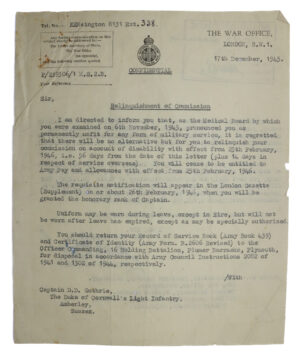 Tel. No.: KENsington 8131 Ext. 328.
THE WAR OFFICE,
LONDON, S.W.1.
17th December, 1945.
CONFIDENTIAL
Your Reference
Sir,
Relinquishment of Commission
I am directed to inform you that, as the Medical Board by which
you were examined on 6th November, 1945, pronounced you as
permanently unfit for any form of military service, it is regretted that
there will be no alternative but for you to relinquish your
commission on account of disability with effect from 25th February,
1946, i.e. 56 days from the date of this letter (plus 14 days in
respect of service overseas). You will cease to be entitled to
Army Pay and allowances with effect from 25th February, 1946.
The requisite notification will appear in the London Gazette
(Supplement) on or about 26th February, 1946, when you will be
granted the honorary rank of Captain.
Uniform may be worn during leave, except in Eire, but will not
be worn after leave has expired, except as may be specially authorised.
You should return your Record of Service Book (Army Book 439)
and Certificate of Identity (Army Form B.2606 Revised) to the
Officer Commanding, 16 Holding Battalion, Plumer Barracks, Plymouth,
for disposal in accordance with Army Council Instructions 2082 of
1941 and 1302 of 1944, respectively.
/With
Captain D.D. Guthrie,
The Duke of Cornwall's Light Infantry,
Amberley,
Sussex.